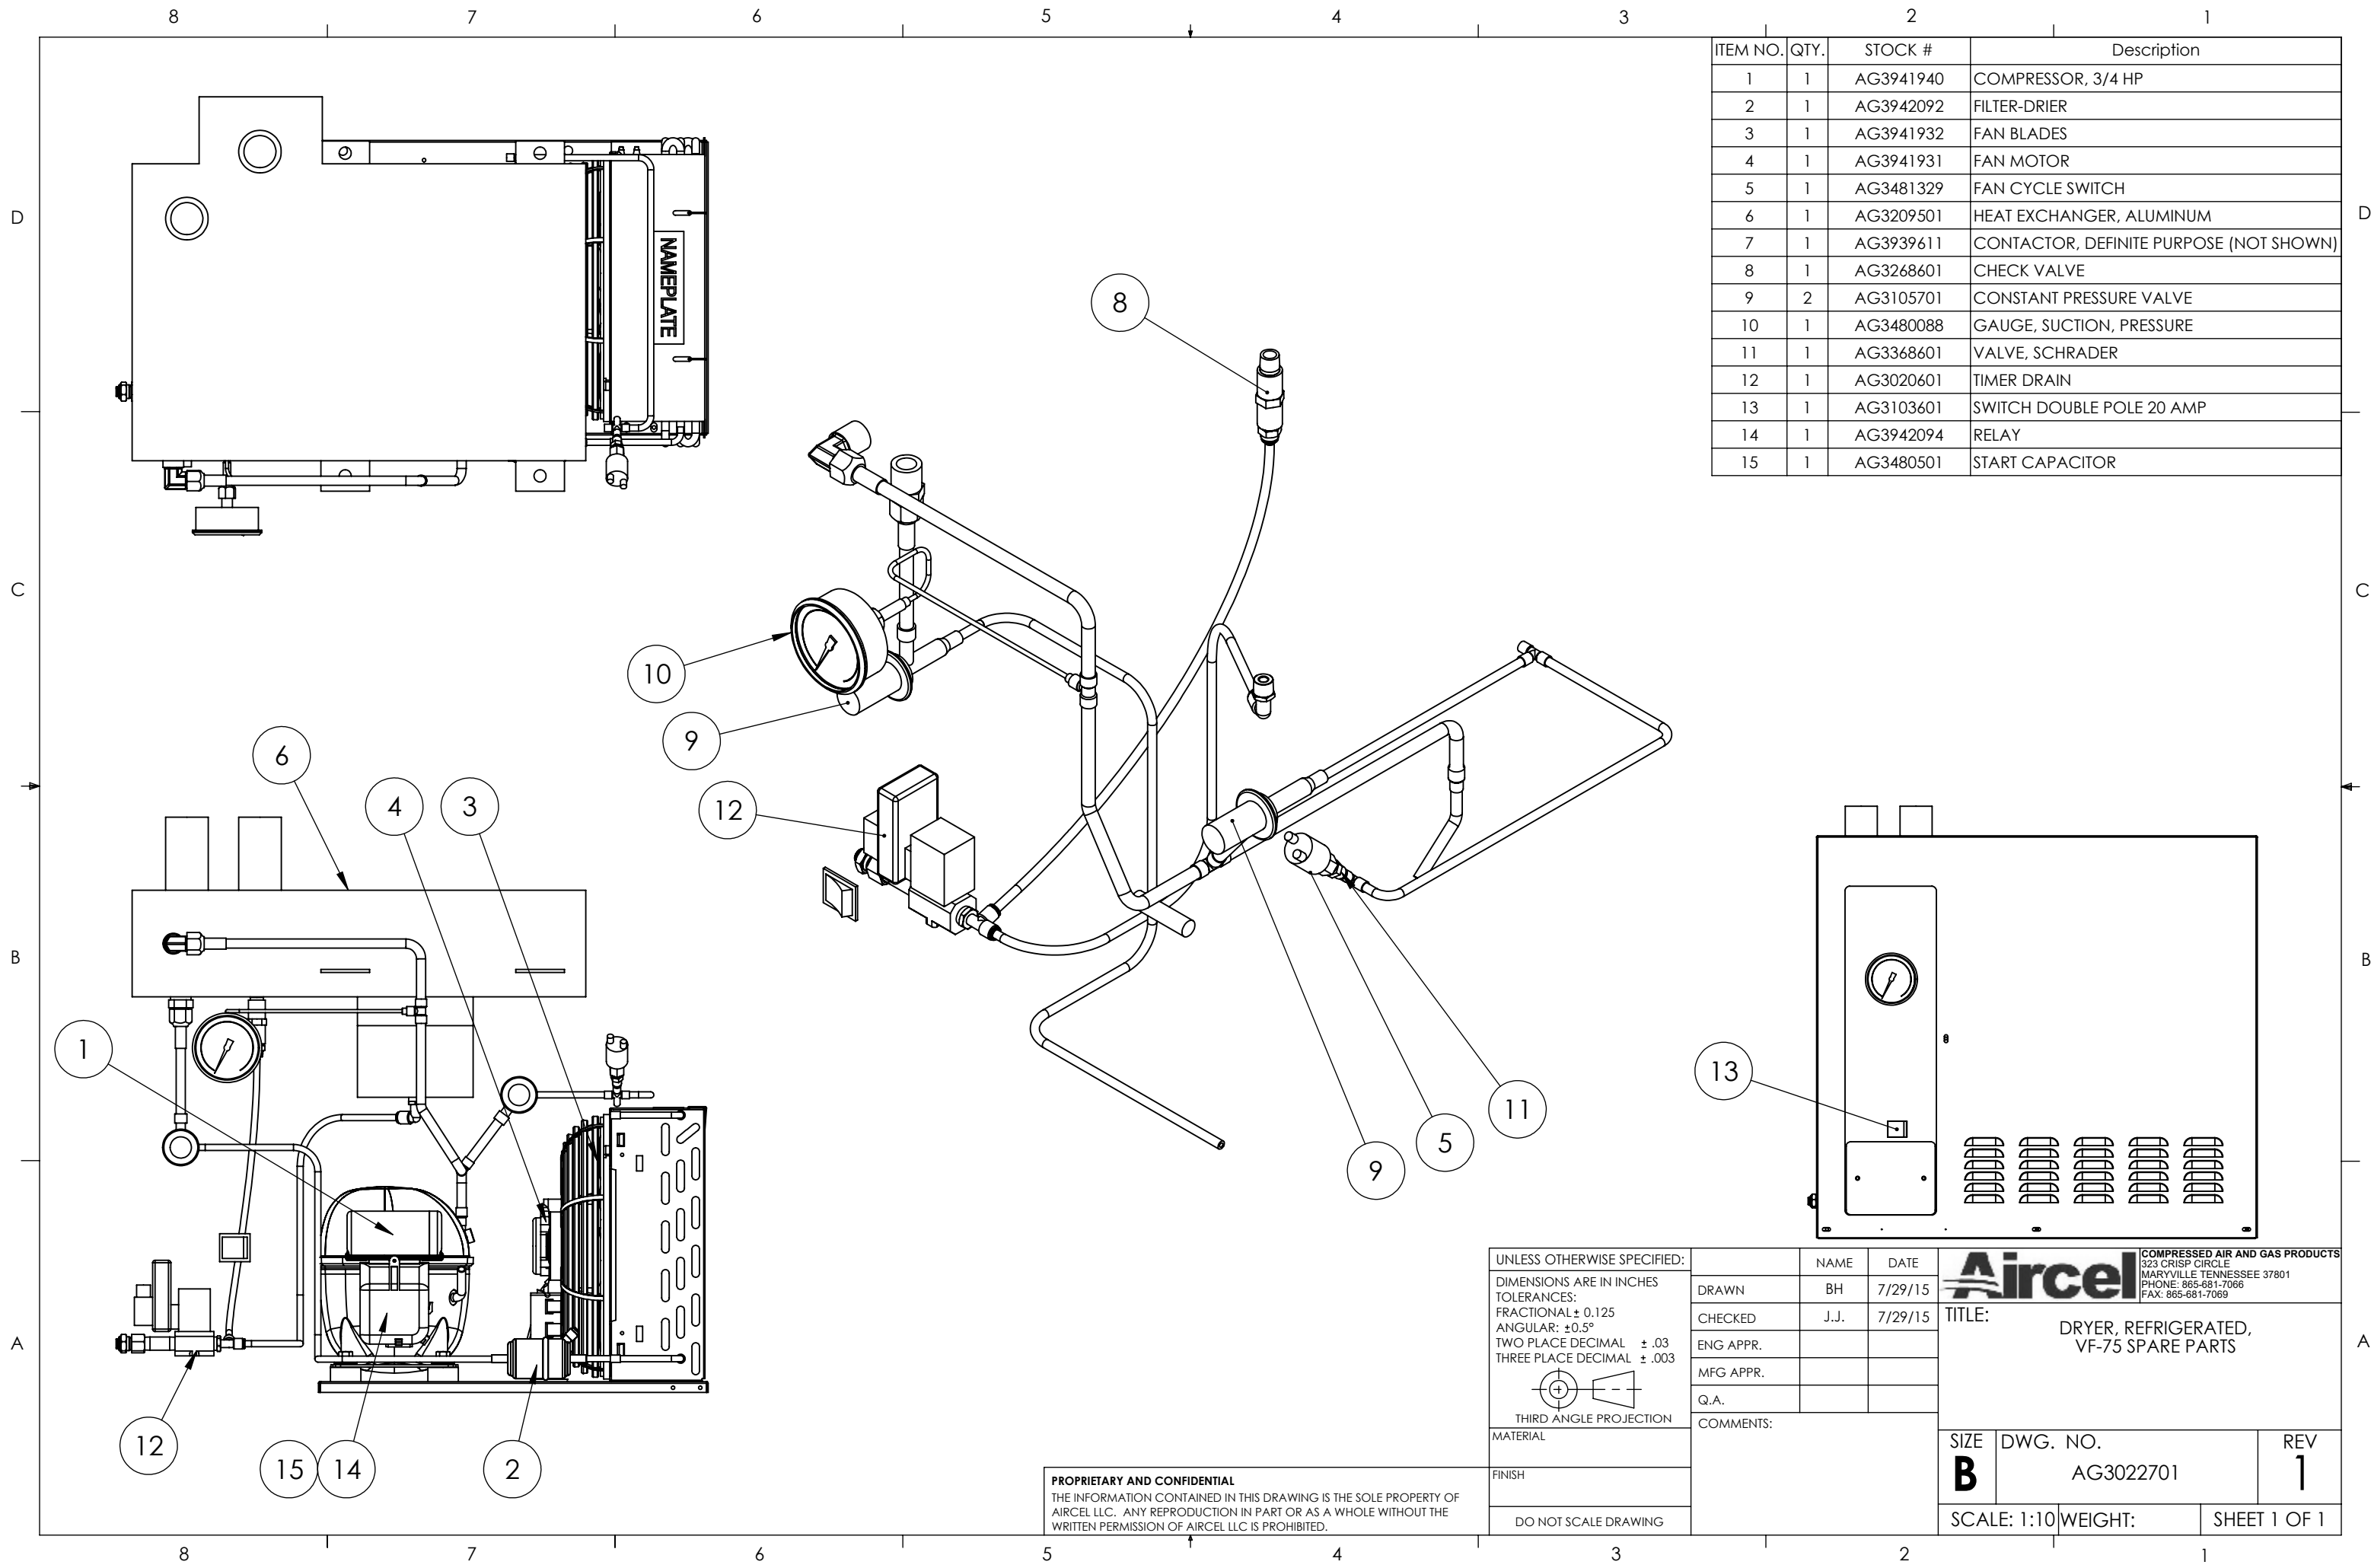 8 7 6 5 4 3 2 1
ITEM NO. QTY. STOCK # Description
1 1 AG3941940 COMPRESSOR, 3/4 HP
2 1 AG3942092 FILTER-DRIER
3 1 AG3941932 FAN BLADES
4 1 AG3941931 FAN MOTOR
5 1 AG3481329 FAN CYCLE SWITCH
6 1 AG3209501 HEAT EXCHANGER, ALUMINUM
7 1 AG3939611 CONTACTOR, DEFINITE PURPOSE (NOT SHOWN)
8 1 AG3268601 CHECK VALVE
9 2 AG3105701 CONSTANT PRESSURE VALVE
10 1 AG3480088 GAUGE, SUCTION, PRESSURE
11 1 AG3368601 VALVE, SCHRADER
12 1 AG3020601 TIMER DRAIN
13 1 AG3103601 SWITCH DOUBLE POLE 20 AMP
14 1 AG3942094 RELAY
15 1 AG3480501 START CAPACITOR
D D
NAMEPLATE
8
C C
10
9
6
4 3
12
B B
1
13
11
5
9
12
15 14
2
A A
UNLESS OTHERWISE SPECIFIED:
DIMENSIONS ARE IN INCHES
TOLERANCES:
FRACTIONAL ± 0.125
ANGULAR: ±0.5°
TWO PLACE DECIMAL ± .03
THREE PLACE DECIMAL ± .003
THIRD ANGLE PROJECTION
MATERIAL
FINISH
DO NOT SCALE DRAWING
NAME DATE
DRAWN BH 7/29/15
CHECKED J.J. 7/29/15
ENG APPR.
MFG APPR.
Q.A.
COMMENTS:
Aircel
COMPRESSED AIR AND GAS PRODUCTS
323 CRISP CIRCLE
MARYVILLE TENNESSEE 37801
PHONE: 865-681-7066
FAX: 865-681-7069
TITLE:
DRYER, REFRIGERATED,
VF-75 SPARE PARTS
SIZE DWG. NO. REV
B AG3022701 1
SCALE: 1:10 WEIGHT: SHEET 1 OF 1
PROPRIETARY AND CONFIDENTIAL
THE INFORMATION CONTAINED IN THIS DRAWING IS THE SOLE PROPERTY OF
AIRCEL LLC. ANY REPRODUCTION IN PART OR AS A WHOLE WITHOUT THE
WRITTEN PERMISSION OF AIRCEL LLC IS PROHIBITED.
8 7 6 5 4 3 2 1